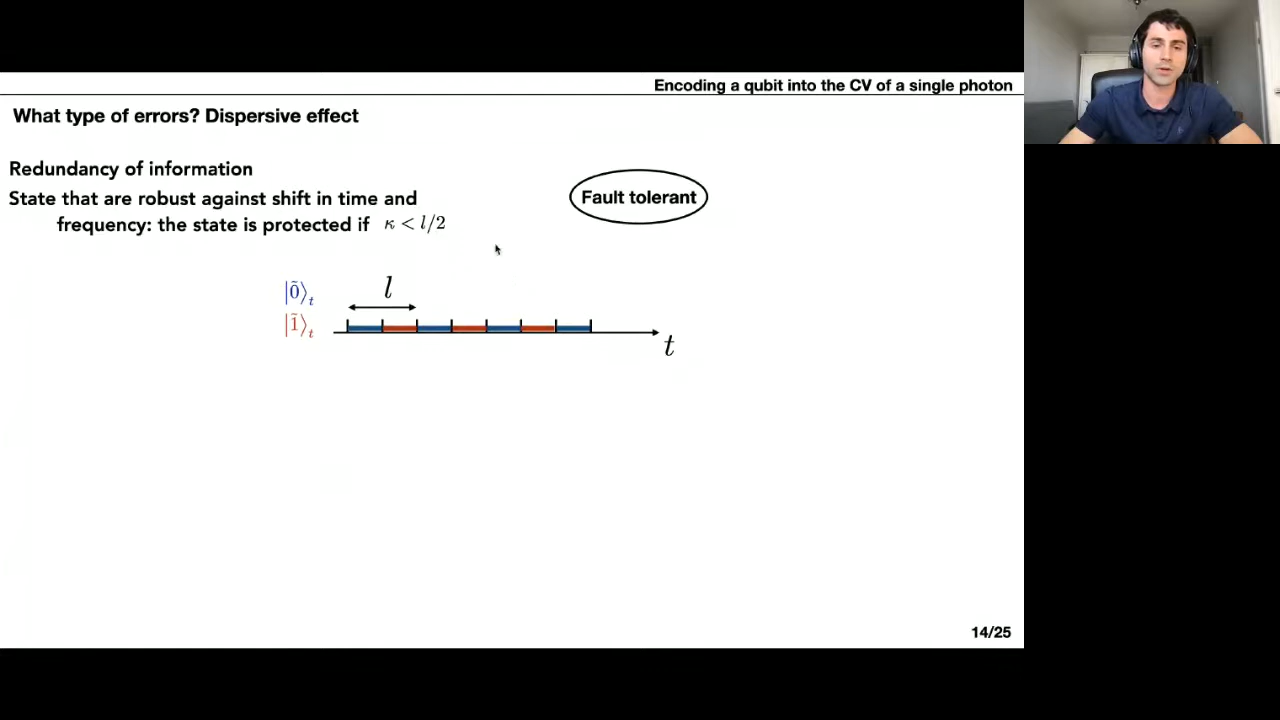 Encoding a qubit into the CV of a single photon
What type of errors? Dispersive effect
Redundancy of information
State that are robust against shift in time and
frequency: the state is protected if κ < l/2
Fault tolerant
|0̃⟩ₜ
l
|1̃⟩ₜ
t
14/25